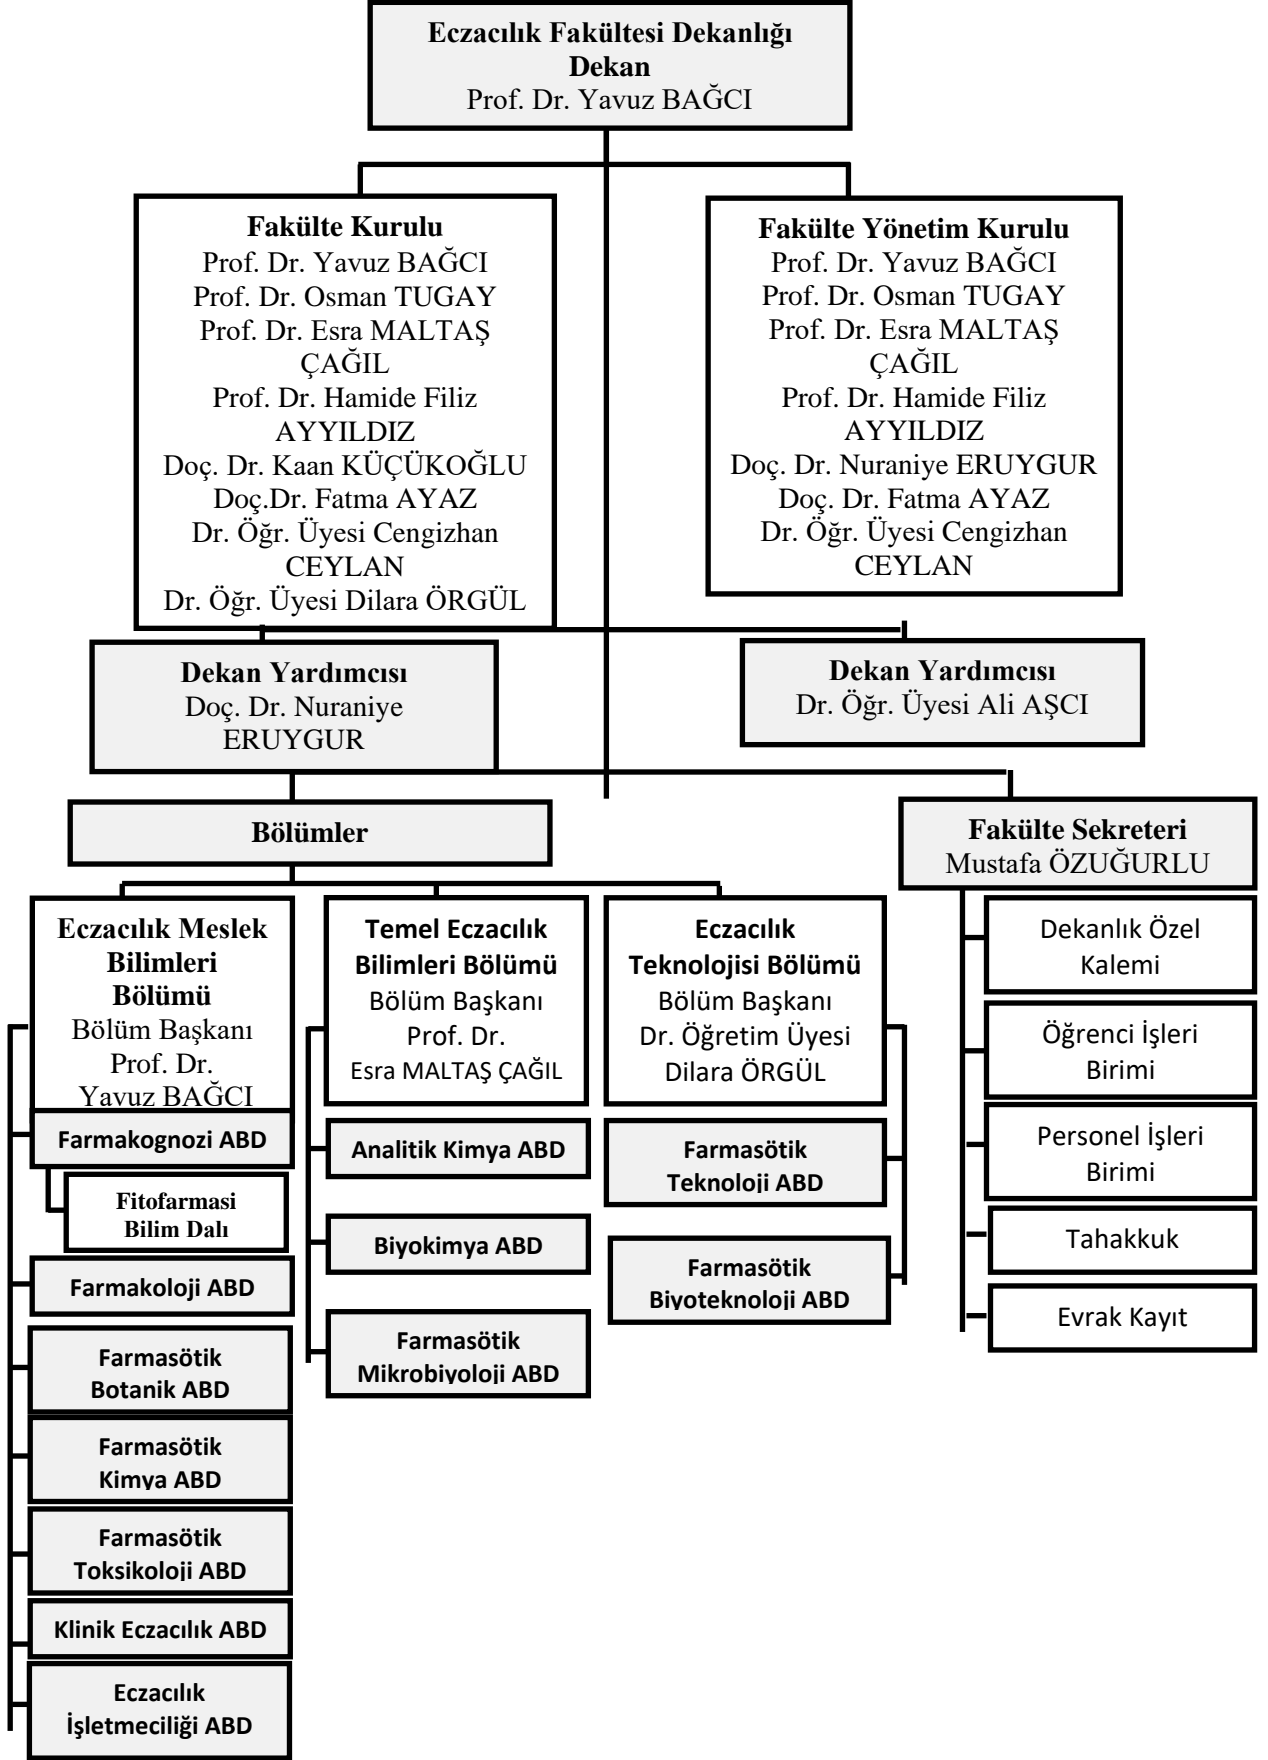 Eczacılık Fakültesi Dekanlığı
Dekan
Prof. Dr. Yavuz BAĞCI
Fakülte Kurulu
Prof. Dr. Yavuz BAĞCI
Prof. Dr. Osman TUGAY
Prof. Dr. Esra MALTAŞ
ÇAĞIL
Prof. Dr. Hamide Filiz
AYYILDIZ
Doç. Dr. Kaan KÜÇÜKOĞLU
Doç.Dr. Fatma AYAZ
Dr. Öğr. Üyesi Cengizhan
CEYLAN
Dr. Öğr. Üyesi Dilara ÖRGÜL
Fakülte Yönetim Kurulu
Prof. Dr. Yavuz BAĞCI
Prof. Dr. Osman TUGAY
Prof. Dr. Esra MALTAŞ
ÇAĞIL
Prof. Dr. Hamide Filiz
AYYILDIZ
Doç. Dr. Nuraniye ERUYGUR
Doç. Dr. Fatma AYAZ
Dr. Öğr. Üyesi Cengizhan
CEYLAN
Dekan Yardımcısı
Doç. Dr. Nuraniye
ERUYGUR
Dekan Yardımcısı
Dr. Öğr. Üyesi Ali AŞCI
Bölümler
Fakülte Sekreteri
Mustafa ÖZUĞURLU
Eczacılık Meslek
Bilimleri
Bölümü
Bölüm Başkanı
Prof. Dr.
Yavuz BAĞCI
Farmakognozi ABD
Fitofarmasi
Bilim Dalı
Farmakoloji ABD
Farmasötik
Botanik ABD
Farmasötik
Kimya ABD
Farmasötik
Toksikoloji ABD
Klinik Eczacılık ABD
Eczacılık
İşletmeciliği ABD
Temel Eczacılık
Bilimleri Bölümü
Bölüm Başkanı
Prof. Dr.
Esra MALTAŞ ÇAĞIL
Analitik Kimya ABD
Biyokimya ABD
Farmasötik
Mikrobiyoloji ABD
Eczacılık
Teknolojisi Bölümü
Bölüm Başkanı
Dr. Öğretim Üyesi
Dilara ÖRGÜL
Farmasötik
Teknoloji ABD
Farmasötik
Biyoteknoloji ABD
Dekanlık Özel
Kalemi
Öğrenci İşleri
Birimi
Personel İşleri
Birimi
Tahakkuk
Evrak Kayıt